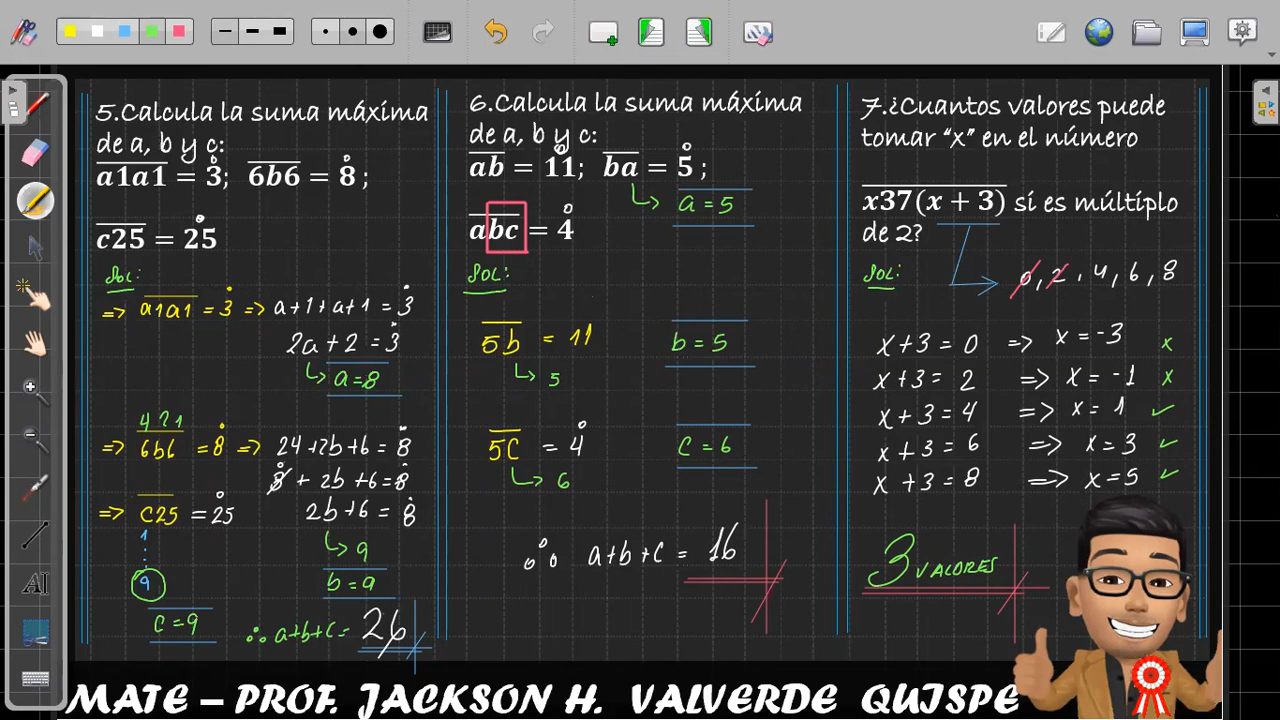 5.Calcula la suma máxima
de a, b y c:
a1a1 = 3̊; 6b6 = 8̊;
c25 = 2̊5
Sol:
=> a1a1 = 3̇ => a+1+a+1 = 3̇
2a+2 = 3̇
a=8
421
=> 6b6 = 8̊ => 24+2b+6 = 8̊
8̊ + 2b+6 = 8̊
=> c25 = 2̊5 2b+6 = 8̊
1
9
9
b=9
c=9
∴ a+b+c = 26
6.Calcula la suma máxima
de a, b y c:
ab = 11̊; ba = 5̊;
a=5
abc = 4̊
Sol:
5b = 11 b=5
5
5c = 4̊ c=6
6
∴ a+b+c = 16
7.¿Cuantos valores puede
tomar “x” en el número
x37(x + 3) si es múltiplo
de 2?
Sol: 0, 2, 4, 6, 8
x+3 = 0 => x = -3 x
x+3 = 2 => x = -1 x
x+3 = 4 => x = 1 ✓
x+3 = 6 => x = 3 ✓
x+3 = 8 => x = 5 ✓
3 VALORES
MATE – PROF. JACKSON H. VALVERDE QUISPE